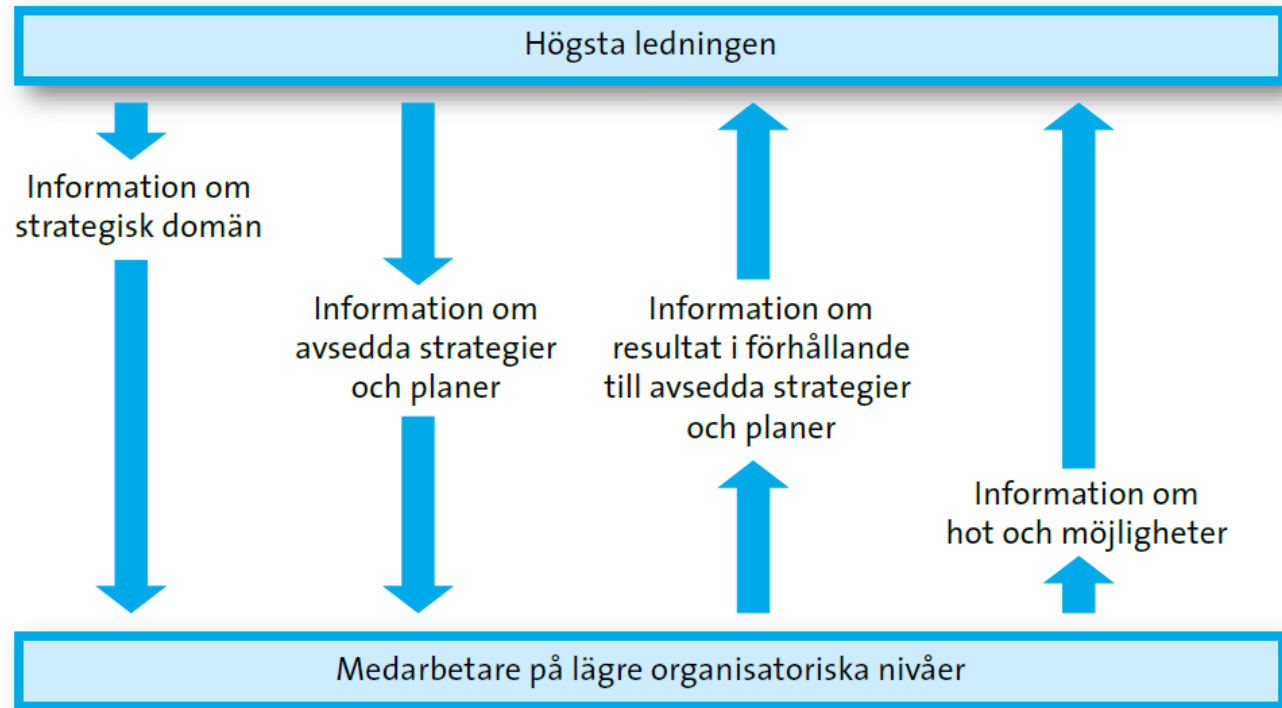 Högsta ledningen
Information om
strategisk domän
Information om
avsedda strategier
och planer
Information om
resultat i förhållande
till avsedda strategier
och planer
Information om
hot och möjligheter
Medarbetare på lägre organisatoriska nivåer